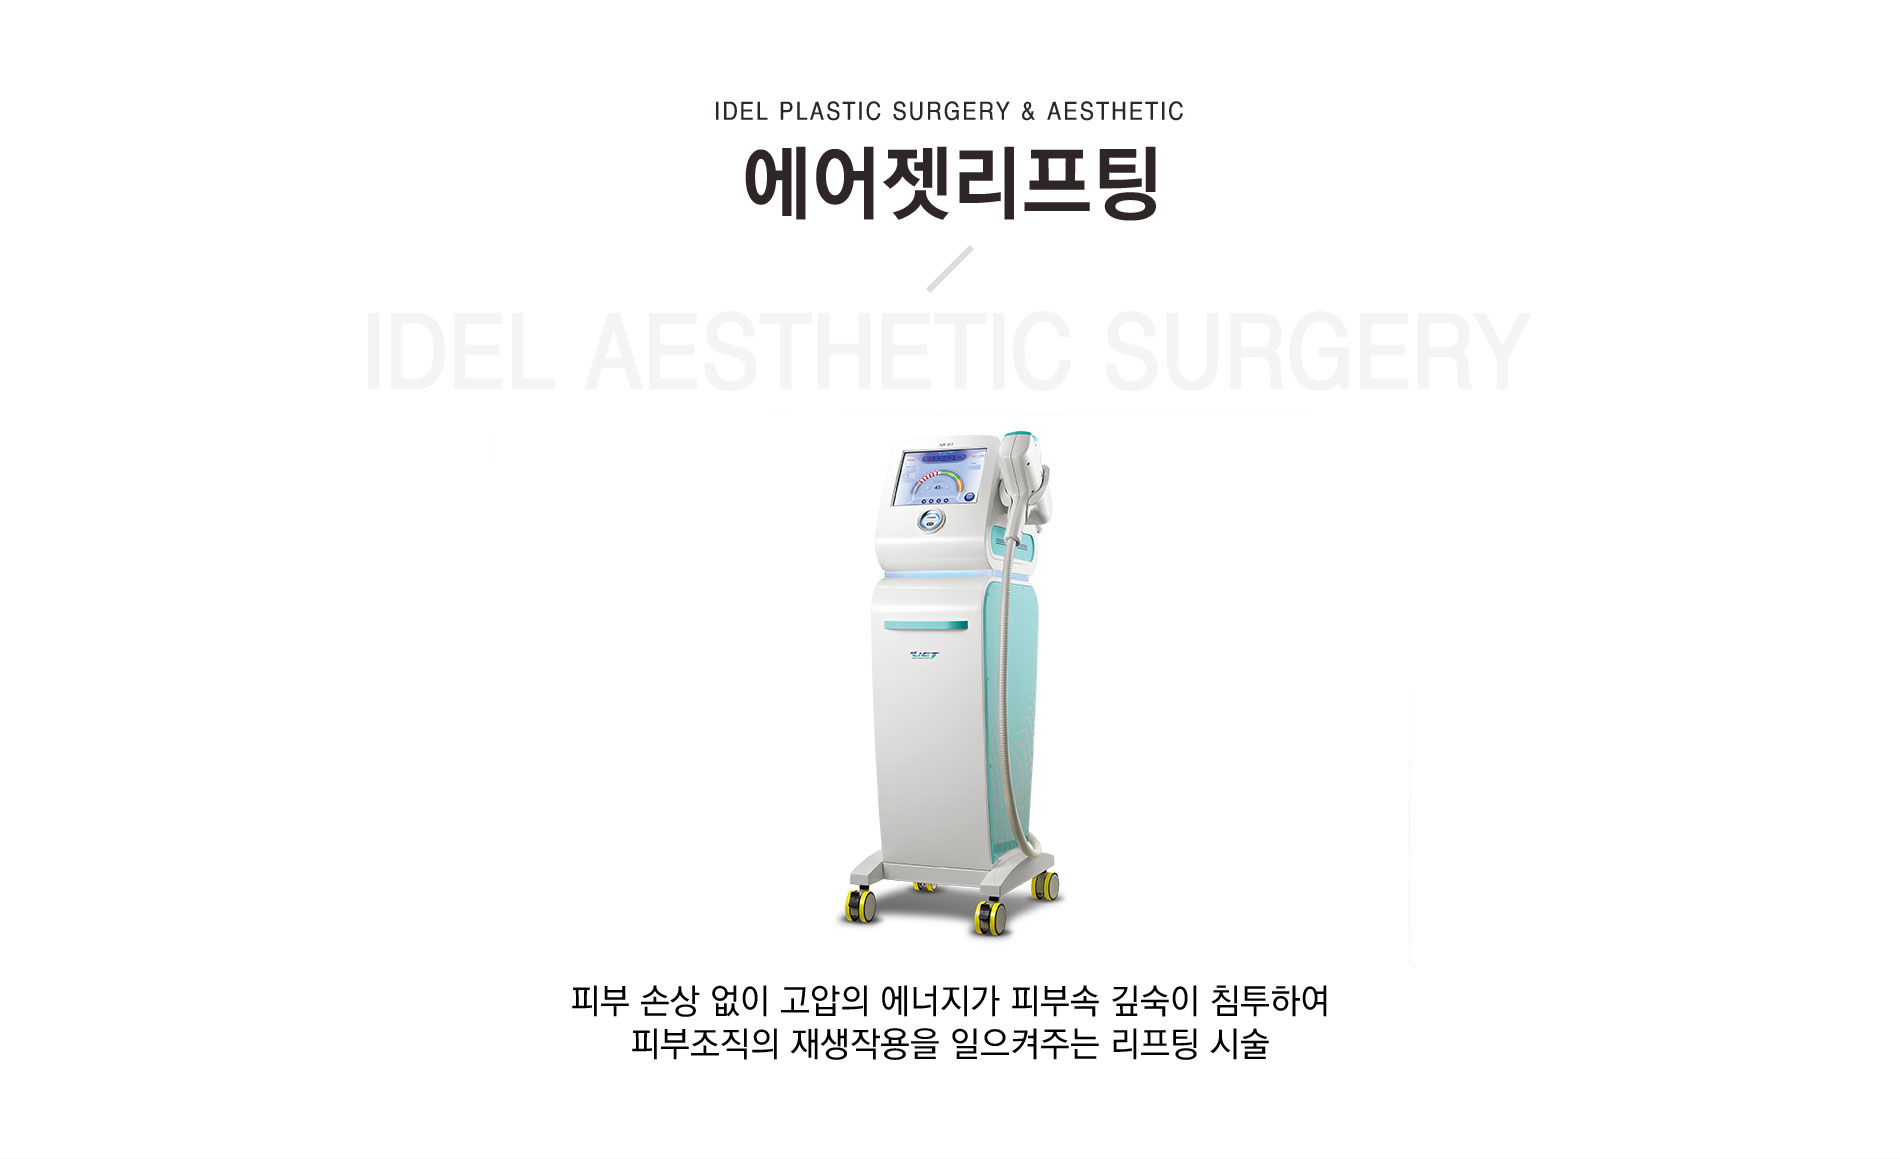 IDEL PLASTIC SURGERY & AESTHETIC
에어젯리프팅
IDEL AESTHETIC SURGERY
45
JET
피부 손상 없이 고압의 에너지가 피부속 깊숙이 침투하여
피부조직의 재생작용을 일으켜주는 리프팅 시술